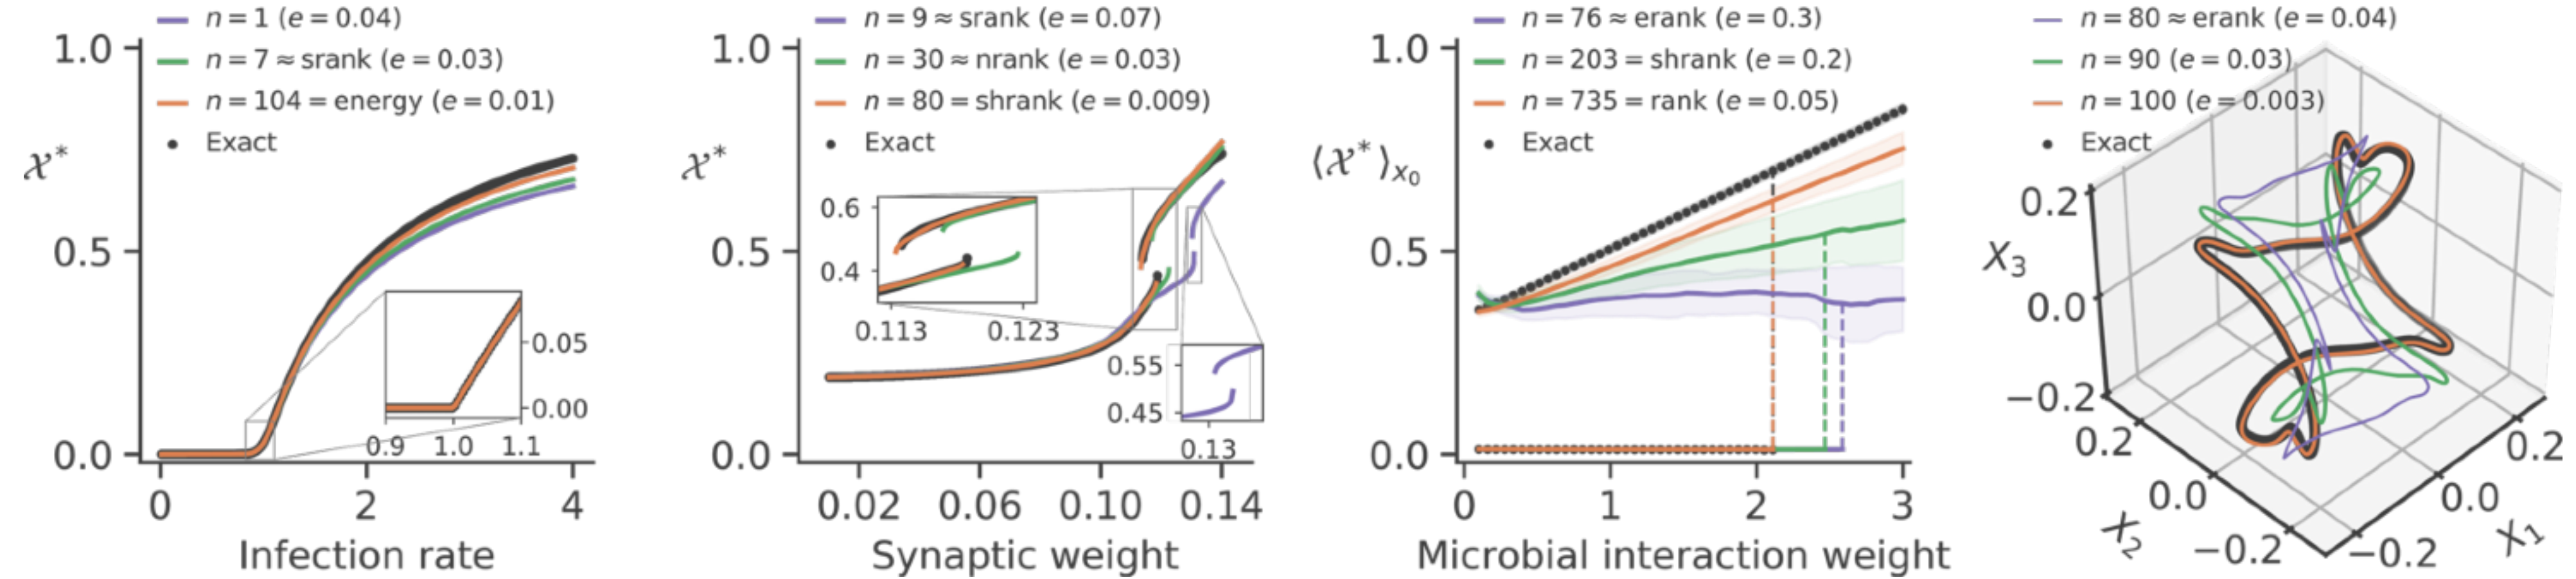 n = 1 (e = 0.04)
n = 7 ≈ srank (e = 0.03)
n = 104 = energy (e = 0.01)
Exact
1.0
0.5
0.0
𝒳*
0.05
0.00
0.9 1.0 1.1
0 2 4
Infection rate
n = 9 ≈ srank (e = 0.07)
n = 30 ≈ nrank (e = 0.03)
n = 80 = shrank (e = 0.009)
Exact
1.0
0.5
0.0
𝒳*
0.6
0.4
0.113 0.123
0.55
0.45
0.13
0.02 0.06 0.10 0.14
Synaptic weight
n = 76 ≈ erank (e = 0.3)
n = 203 = shrank (e = 0.2)
n = 735 = rank (e = 0.05)
Exact
1.0
0.5
0.0
⟨𝒳*⟩x₀
0 1 2 3
Microbial interaction weight
n = 80 ≈ erank (e = 0.04)
n = 90 (e = 0.03)
n = 100 (e = 0.003)
Exact
X₃
0.2
0.0
−0.2
0.2
0.0
−0.2
X₂
0.2
0.0
−0.2
X₁